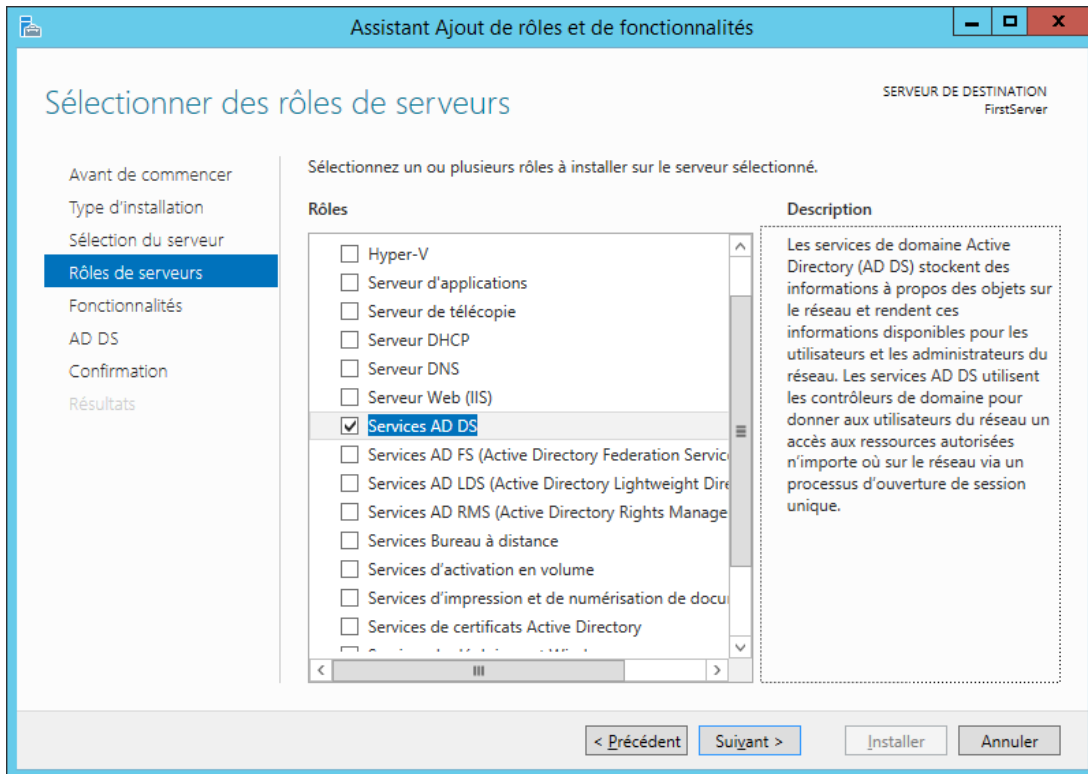 Assistant Ajout de rôles et de fonctionnalités
Sélectionner des rôles de serveurs
SERVEUR DE DESTINATION
FirstServer
Avant de commencer
Type d'installation
Sélection du serveur
Rôles de serveurs
Fonctionnalités
AD DS
Confirmation
Résultats
Sélectionnez un ou plusieurs rôles à installer sur le serveur sélectionné.
Rôles
Hyper-V
Serveur d'applications
Serveur de télécopie
Serveur DHCP
Serveur DNS
Serveur Web (IIS)
Services AD DS
Services AD FS (Active Directory Federation Servic
Services AD LDS (Active Directory Lightweight Dire
Services AD RMS (Active Directory Rights Manage
Services Bureau à distance
Services d’activation en volume
Services d’impression et de numérisation de docu
Services de certificats Active Directory
Description
Les services de domaine Active
Directory (AD DS) stockent des
informations à propos des objets sur
le réseau et rendent ces
informations disponibles pour les
utilisateurs et les administrateurs du
réseau. Les services AD DS utilisent
les contrôleurs de domaine pour
donner aux utilisateurs du réseau un
accès aux ressources autorisées
n’importe où sur le réseau via un
processus d’ouverture de session
unique.
< Précédent
Suivant >
Installer
Annuler